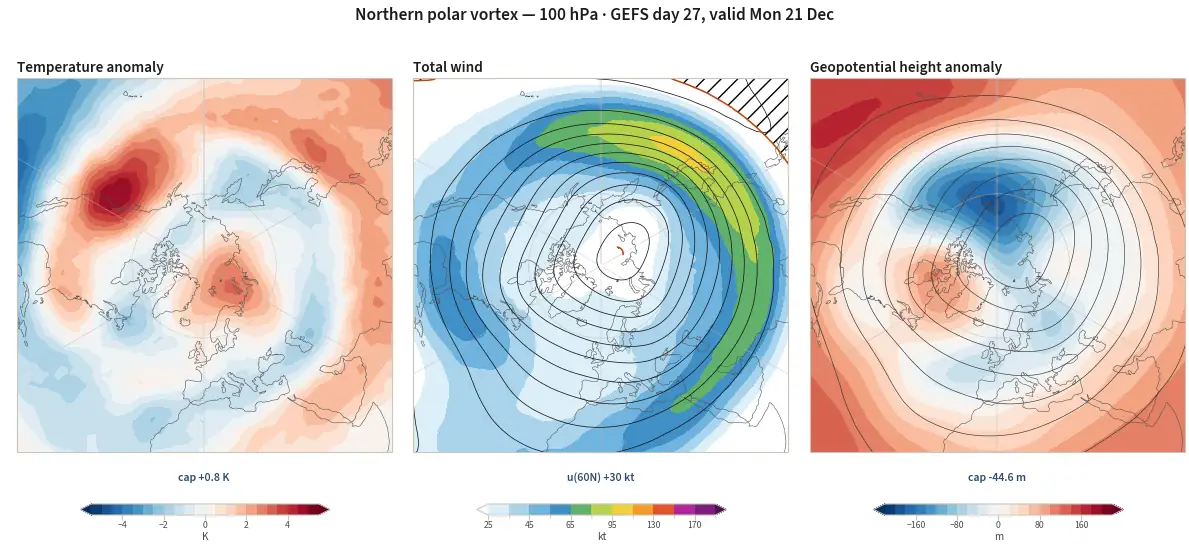 Northern polar vortex — 100 hPa · GEFS day 27, valid Mon 21 Dec
Temperature anomaly
Total wind
Geopotential height anomaly
cap +0.8 K
u(60N) +30 kt
cap -44.6 m
−4 −2 0 2 4
K
25 45 65 95 130 170
kt
−160 −80 0 80 160
m